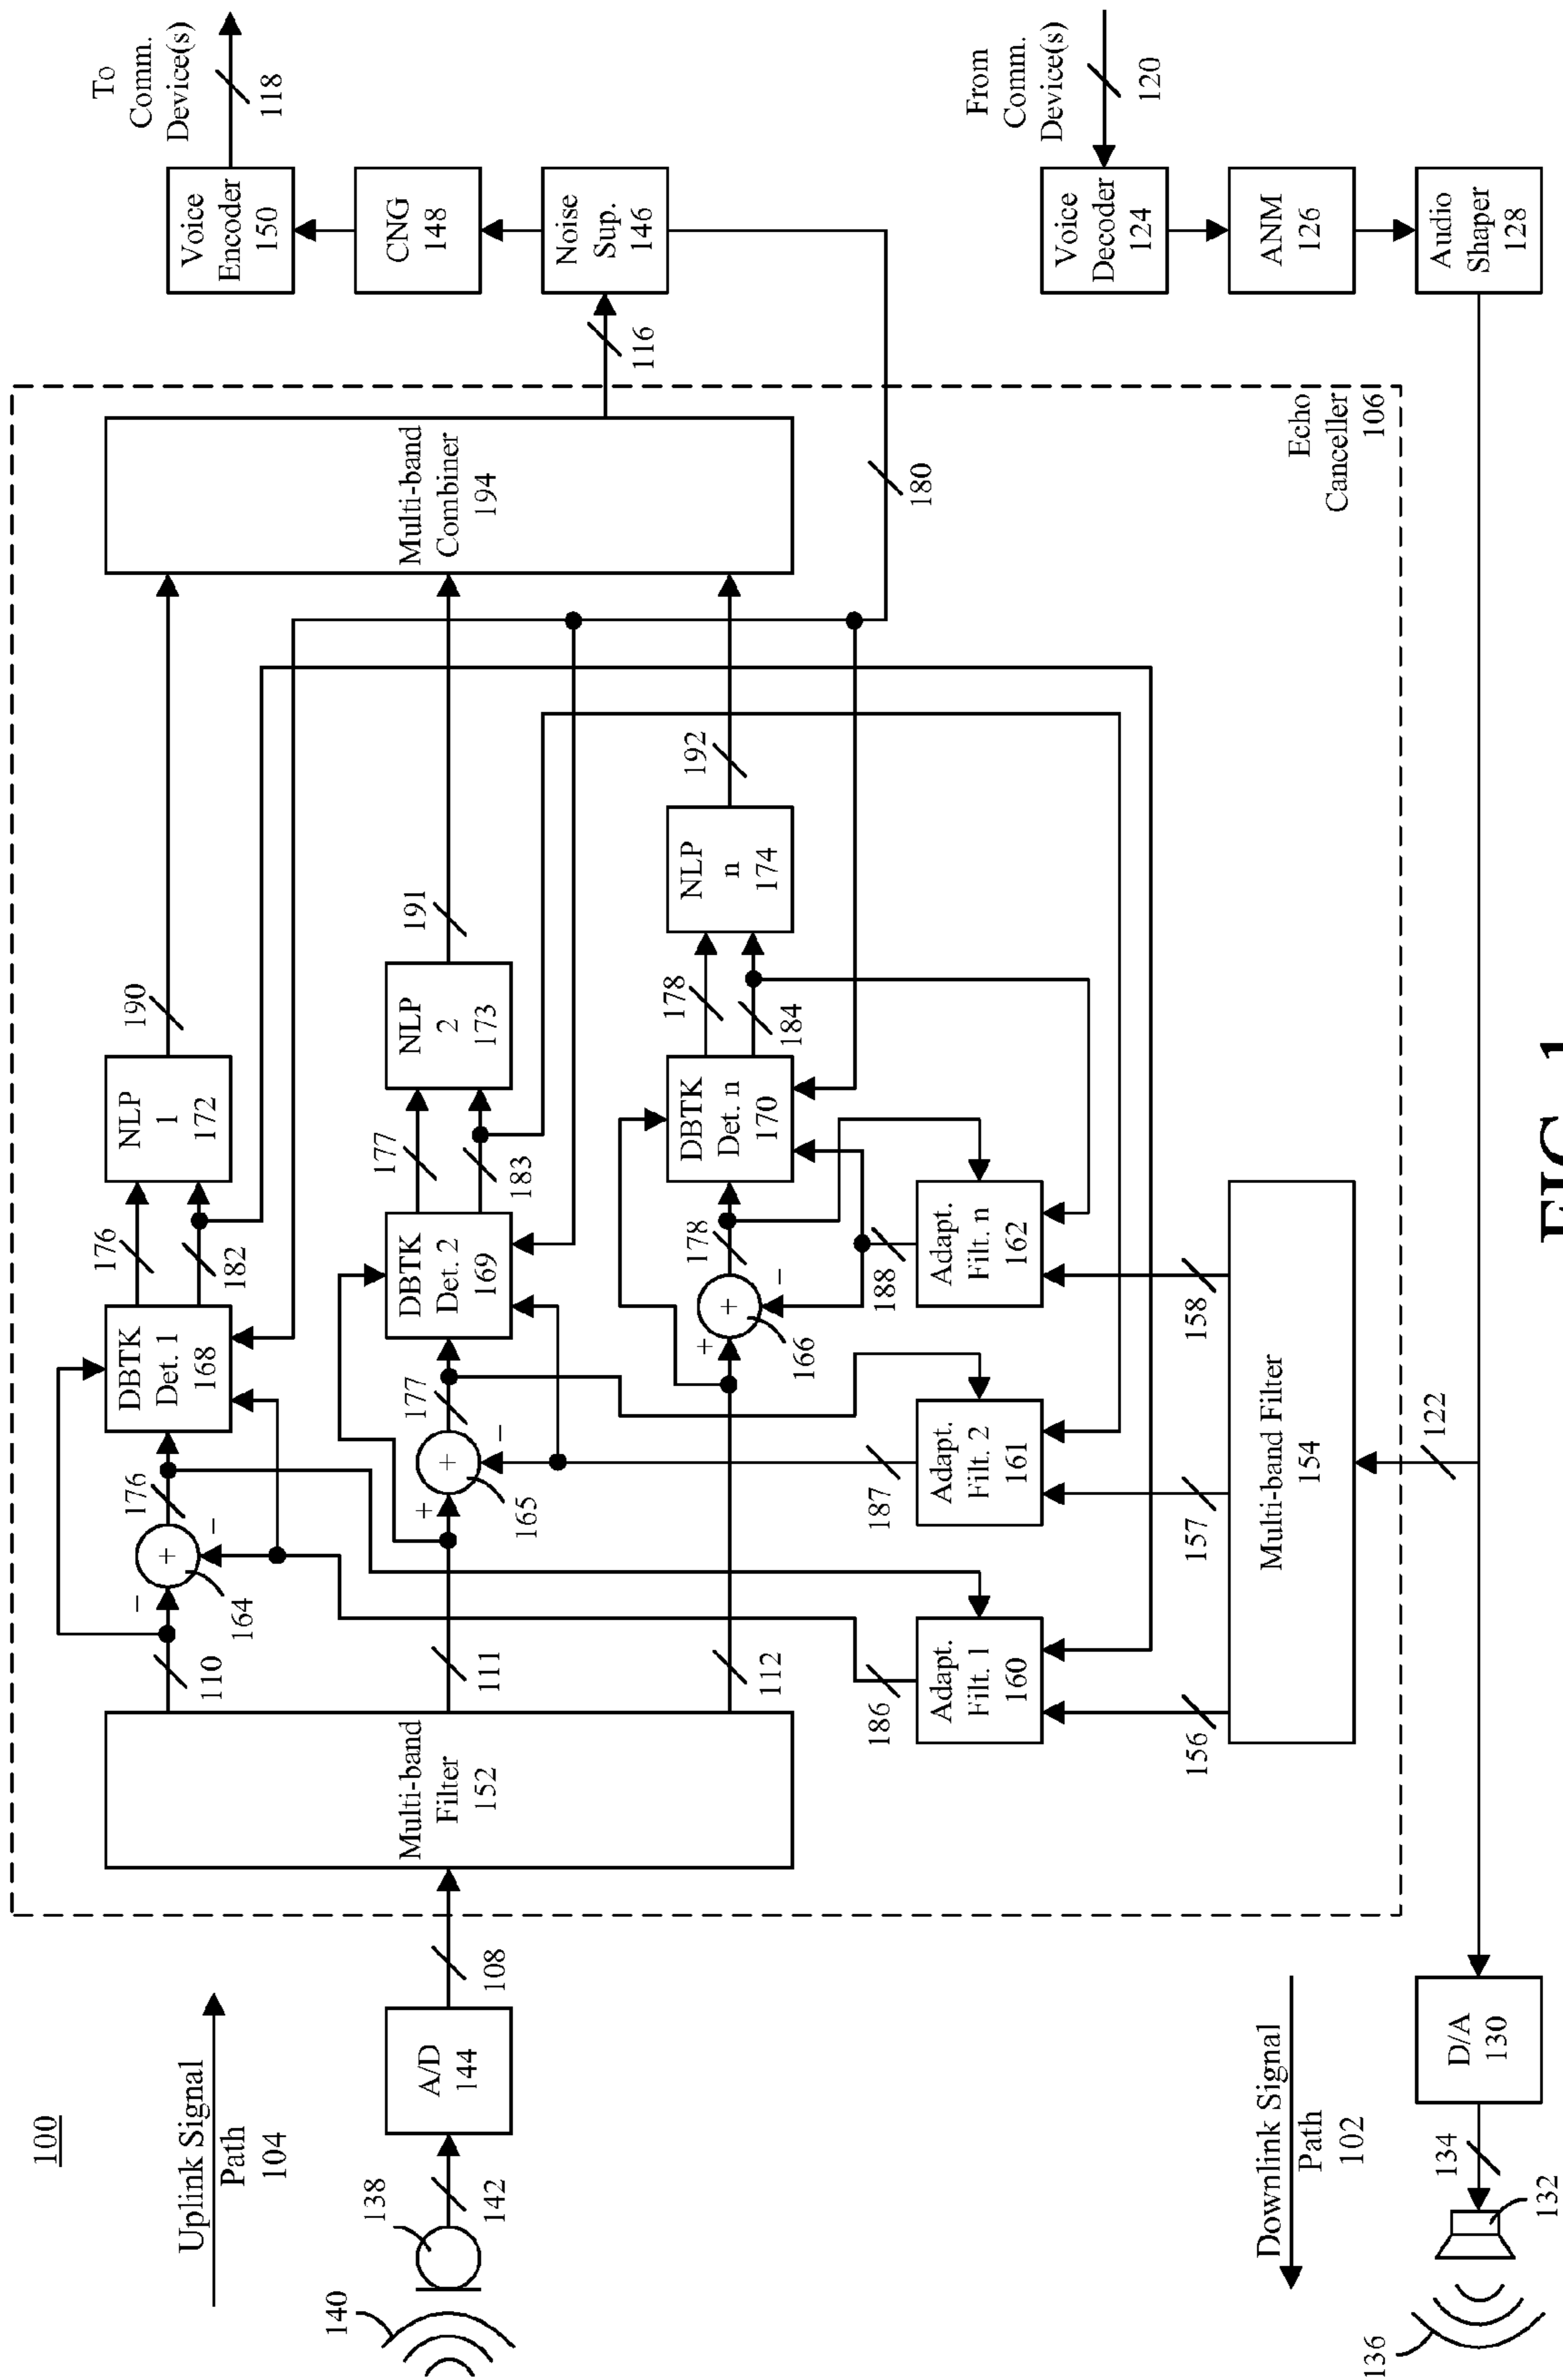 100
Uplink Signal
Path
104
140
138
142
A/D
144
108
Multi-band
Filter
152
110
111
112
−
−
+
164
176
DBTK
Det. 1
168
176
182
NLP
1
172
190
+
−
+
165
177
DBTK
Det. 2
169
177
183
NLP
2
173
191
+
−
+
166
178
DBTK
Det. n
170
178
184
NLP
n
174
192
Multi-band
Combiner
194
116
180
Noise
Sup.
146
CNG
148
Voice
Encoder
150
To
Comm.
Device(s)
118
186
Adapt.
Filt. 1
160
187
Adapt.
Filt. 2
161
188
Adapt.
Filt. n
162
156
157
158
Multi-band Filter
154
122
Echo
Canceller
106
From
Comm.
Device(s)
120
Voice
Decoder
124
ANM
126
Audio
Shaper
128
Downlink Signal
Path
102
D/A
130
134
132
136
FIG. 1